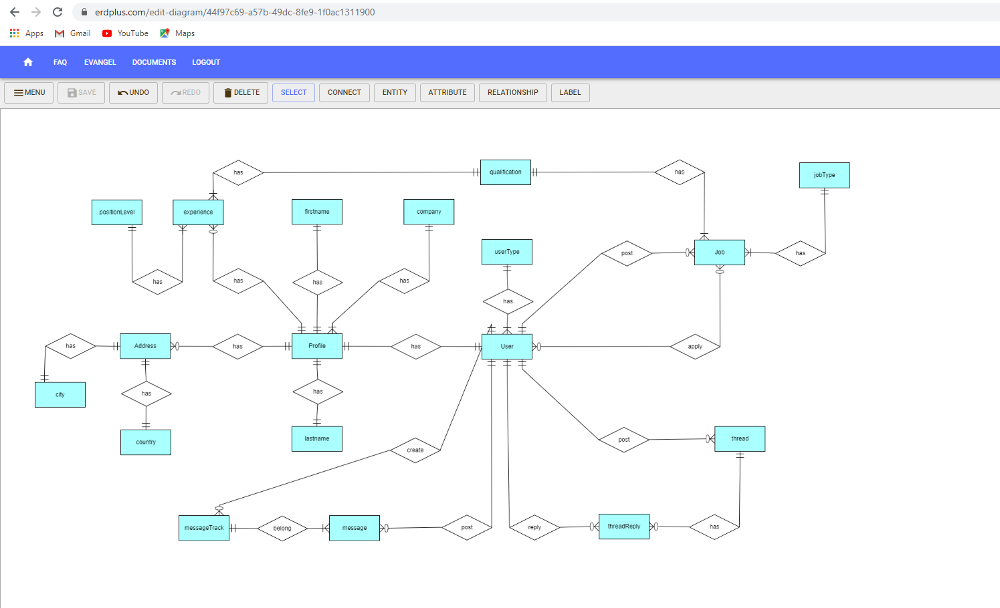 erdplus.com/edit-diagram/44f97c69-a57b-49dc-8fe9-1f0ac1311900
Apps Gmail YouTube Maps
FAQ EVANGEL DOCUMENTS LOGOUT
MENU SAVE UNDO REDO DELETE SELECT CONNECT ENTITY ATTRIBUTE RELATIONSHIP LABEL
has qualification has jobType
positionLevel experience firstname company
userType post Job has
has has has has
has
has Address has Profile has User apply
city has has
country lastname post thread
create
messageTrack belong message post reply threadReply has